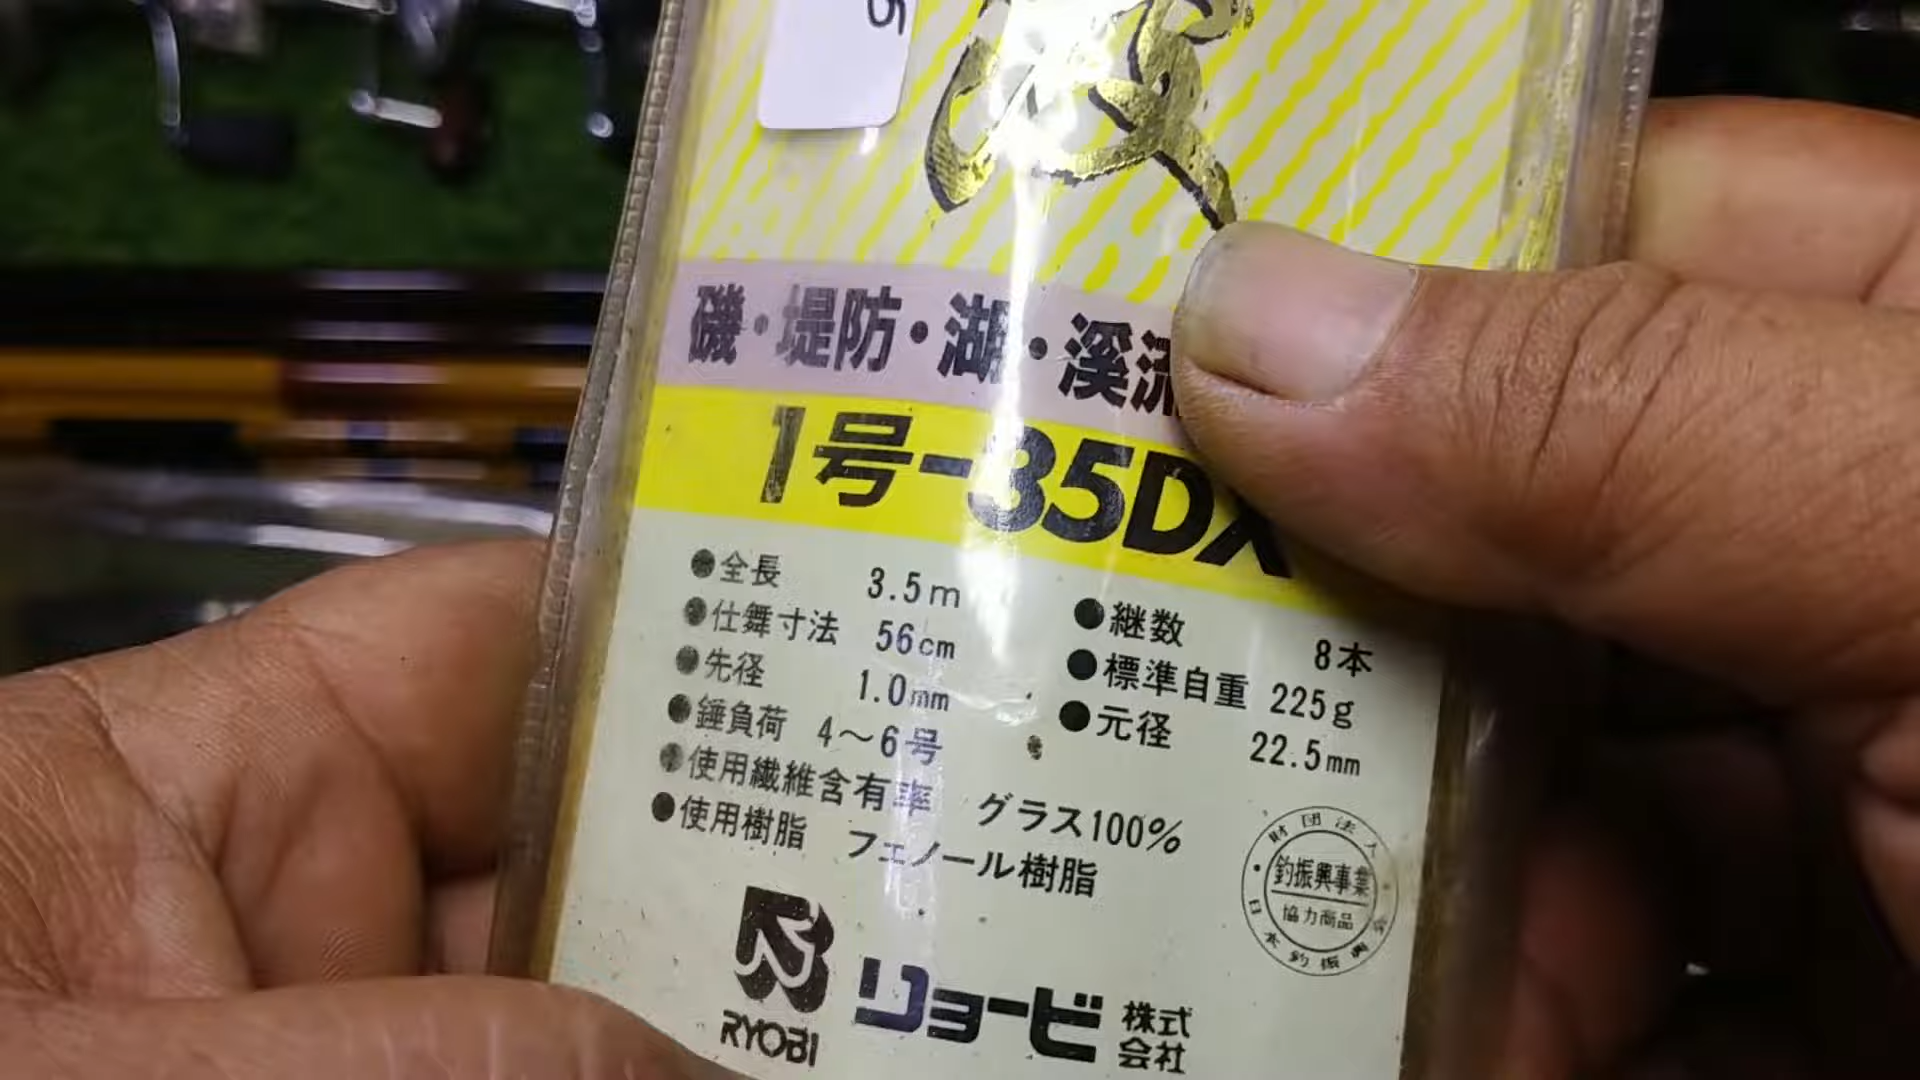 磯・堤防・湖・渓流
1号-35DX
●全長 3.5m
●仕舞寸法 56cm
●先径 1.0mm
●錘負荷 4〜6号
●継数 8本
●標準自重 225g
●元径 22.5mm
●使用繊維含有率 グラス100%
●使用樹脂 フェノール樹脂
財団法人
釣振興事業
協力商品
日本釣振興会
RYOBI
リョービ 株式会社